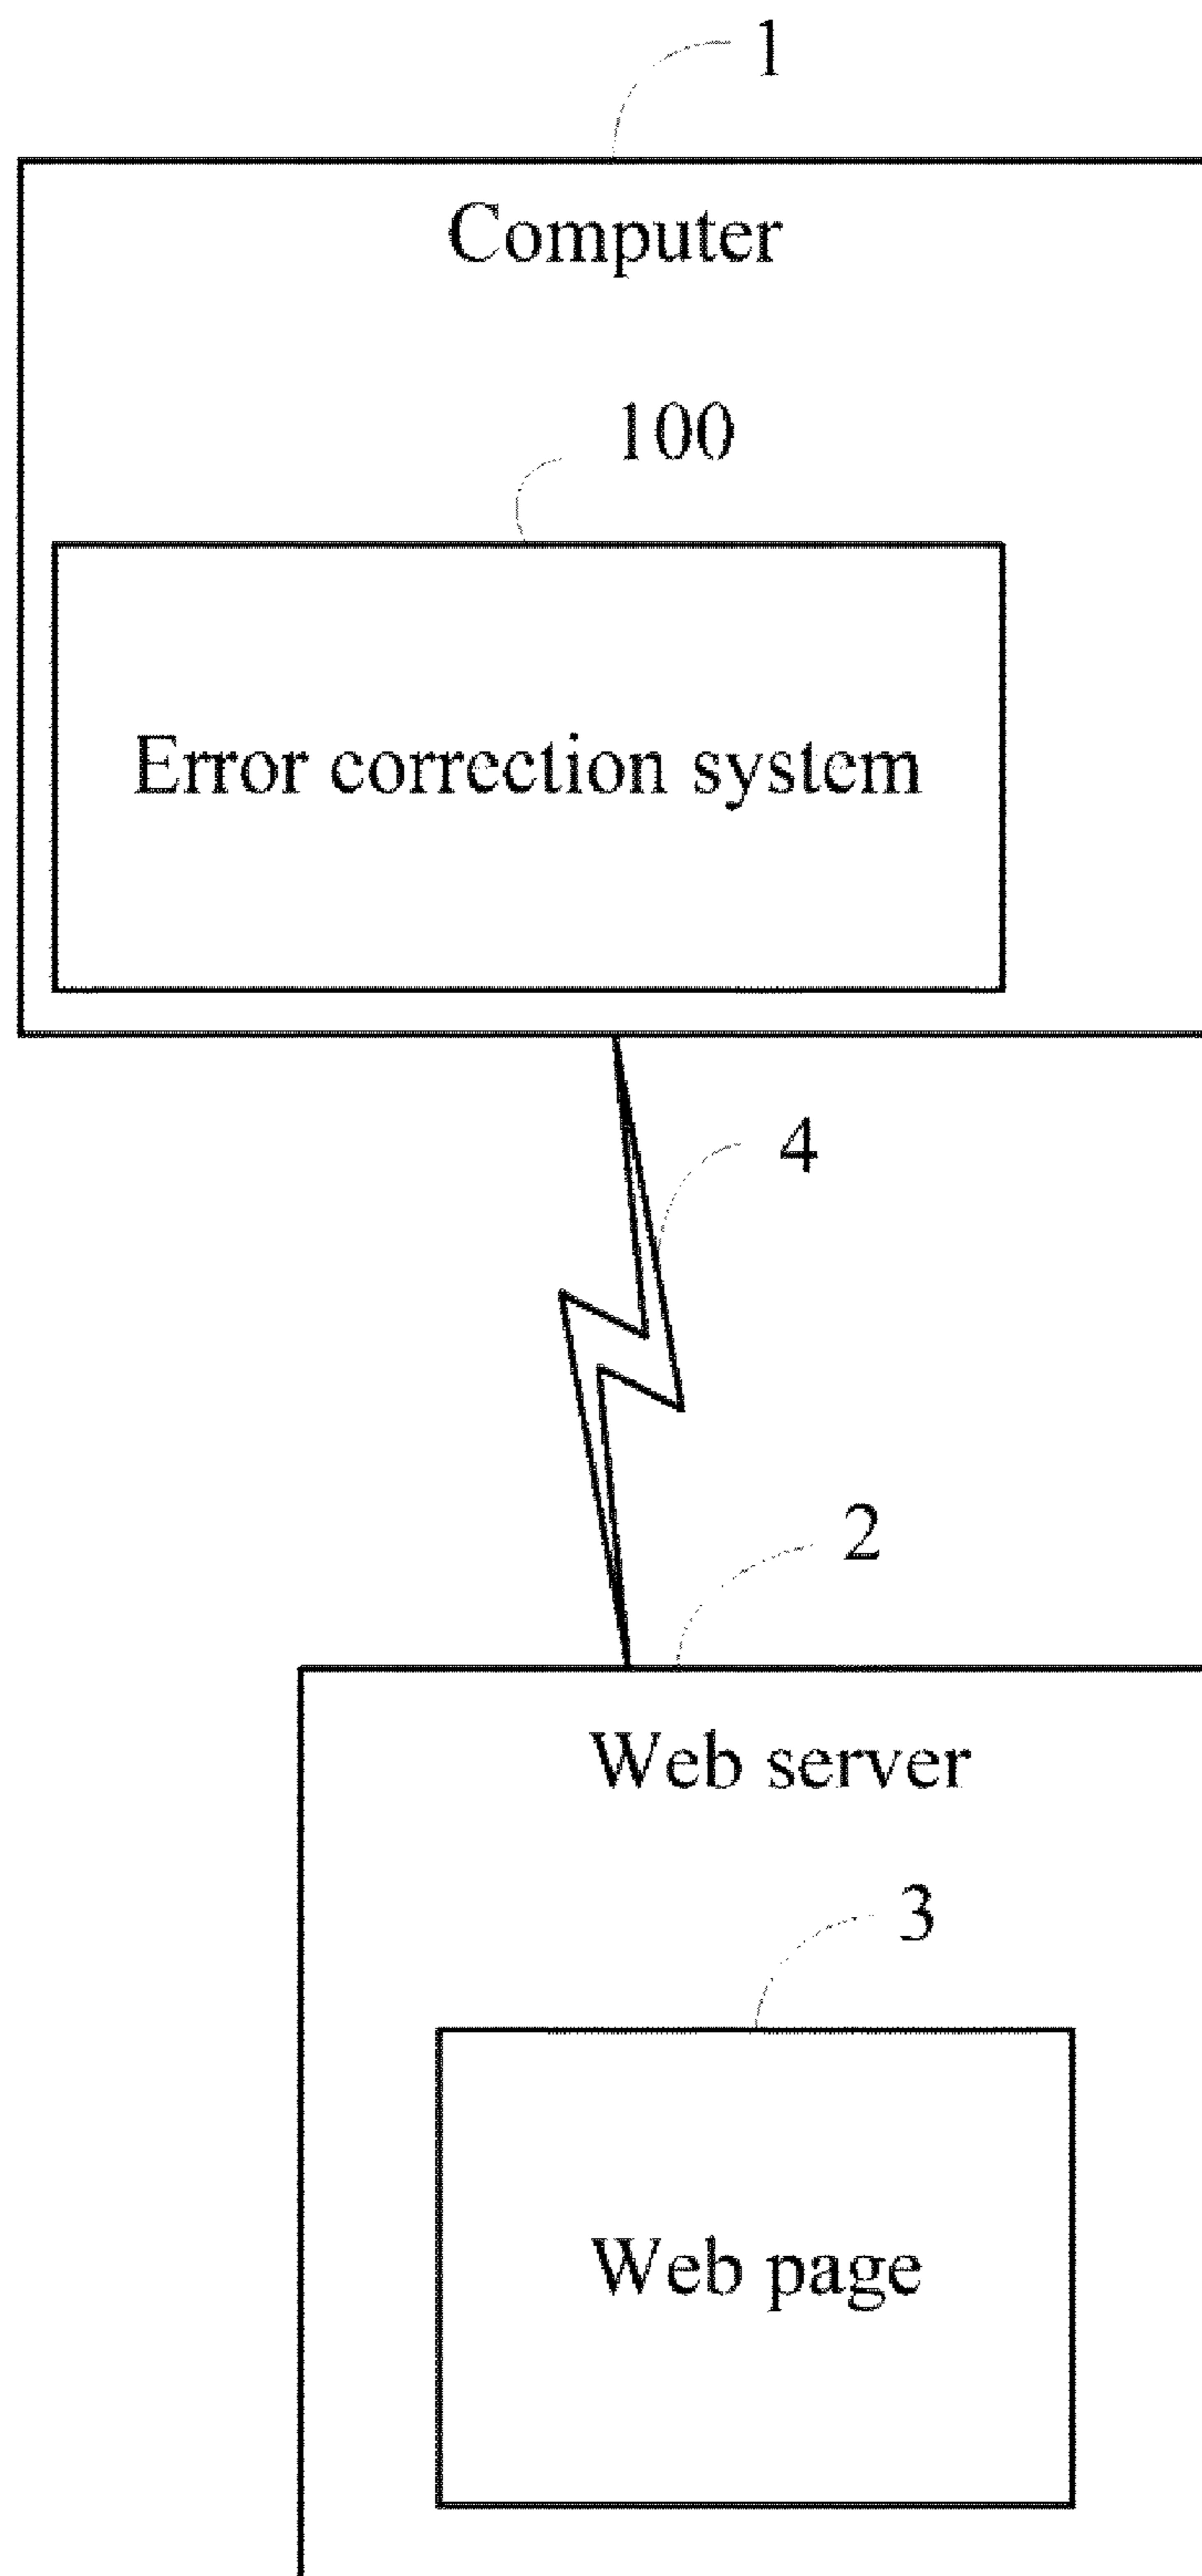 1
Computer
100
Error correction system
4
2
Web server
3
Web page